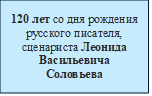 120 лет со дня рождения
русского писателя,
сценариста Леонида
Васильевича
Соловьева